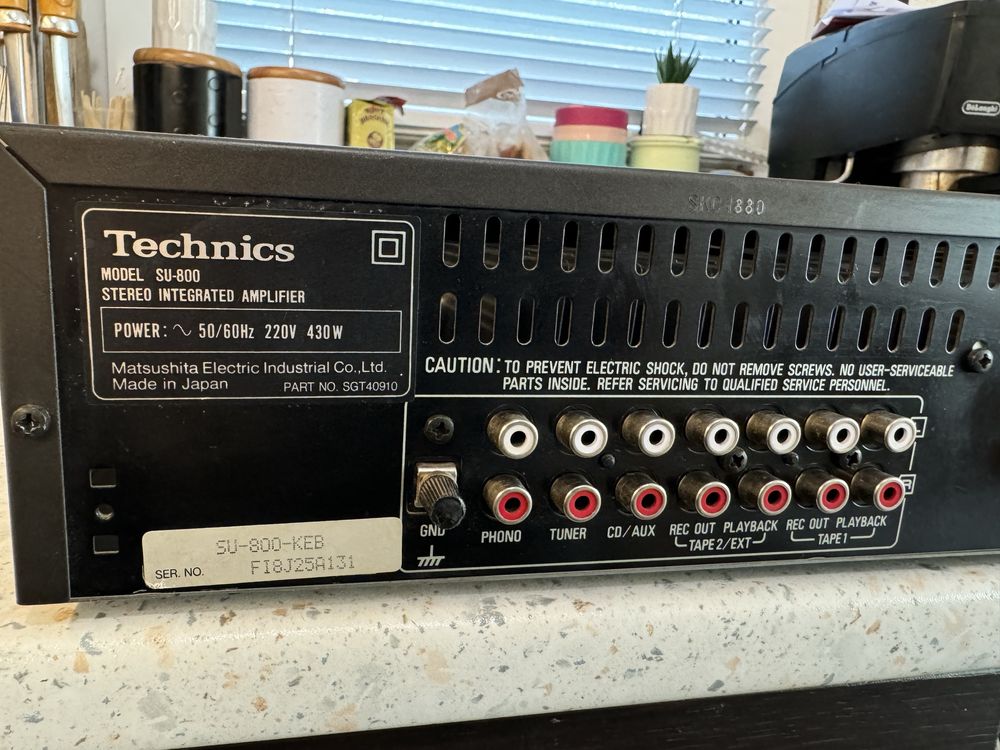 DeLonghi
Technics
MODEL SU-800
STEREO INTEGRATED AMPLIFIER
POWER: ∿ 50/60Hz 220V 430W
Matsushita Electric Industrial Co.,Ltd.
Made in Japan
PART NO. SGT40910
CAUTION: TO PREVENT ELECTRIC SHOCK, DO NOT REMOVE SCREWS. NO USER-SERVICEABLE
PARTS INSIDE. REFER SERVICING TO QUALIFIED SERVICE PERSONNEL.
L
R
GND
PHONO
TUNER
CD/AUX
REC OUT PLAYBACK
TAPE2/EXT
REC OUT PLAYBACK
TAPE1
SU-800-KEB
SER. NO. FI8J25A131